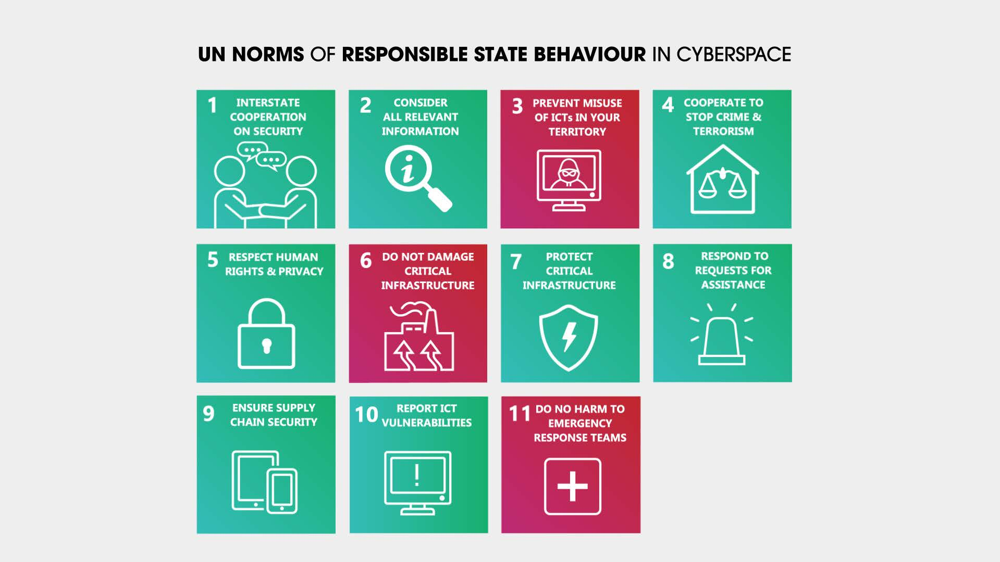 UN NORMS OF RESPONSIBLE STATE BEHAVIOUR IN CYBERSPACE
1 INTERSTATE
COOPERATION
ON SECURITY
2 CONSIDER
ALL RELEVANT
INFORMATION
i
3 PREVENT MISUSE
OF ICTs IN YOUR
TERRITORY
4 COOPERATE TO
STOP CRIME &
TERRORISM
5 RESPECT HUMAN
RIGHTS & PRIVACY
6 DO NOT DAMAGE
CRITICAL
INFRASTRUCTURE
7 PROTECT
CRITICAL
INFRASTRUCTURE
8 RESPOND TO
REQUESTS FOR
ASSISTANCE
9 ENSURE SUPPLY
CHAIN SECURITY
10 REPORT ICT
VULNERABILITIES
!
11 DO NO HARM TO
EMERGENCY
RESPONSE TEAMS